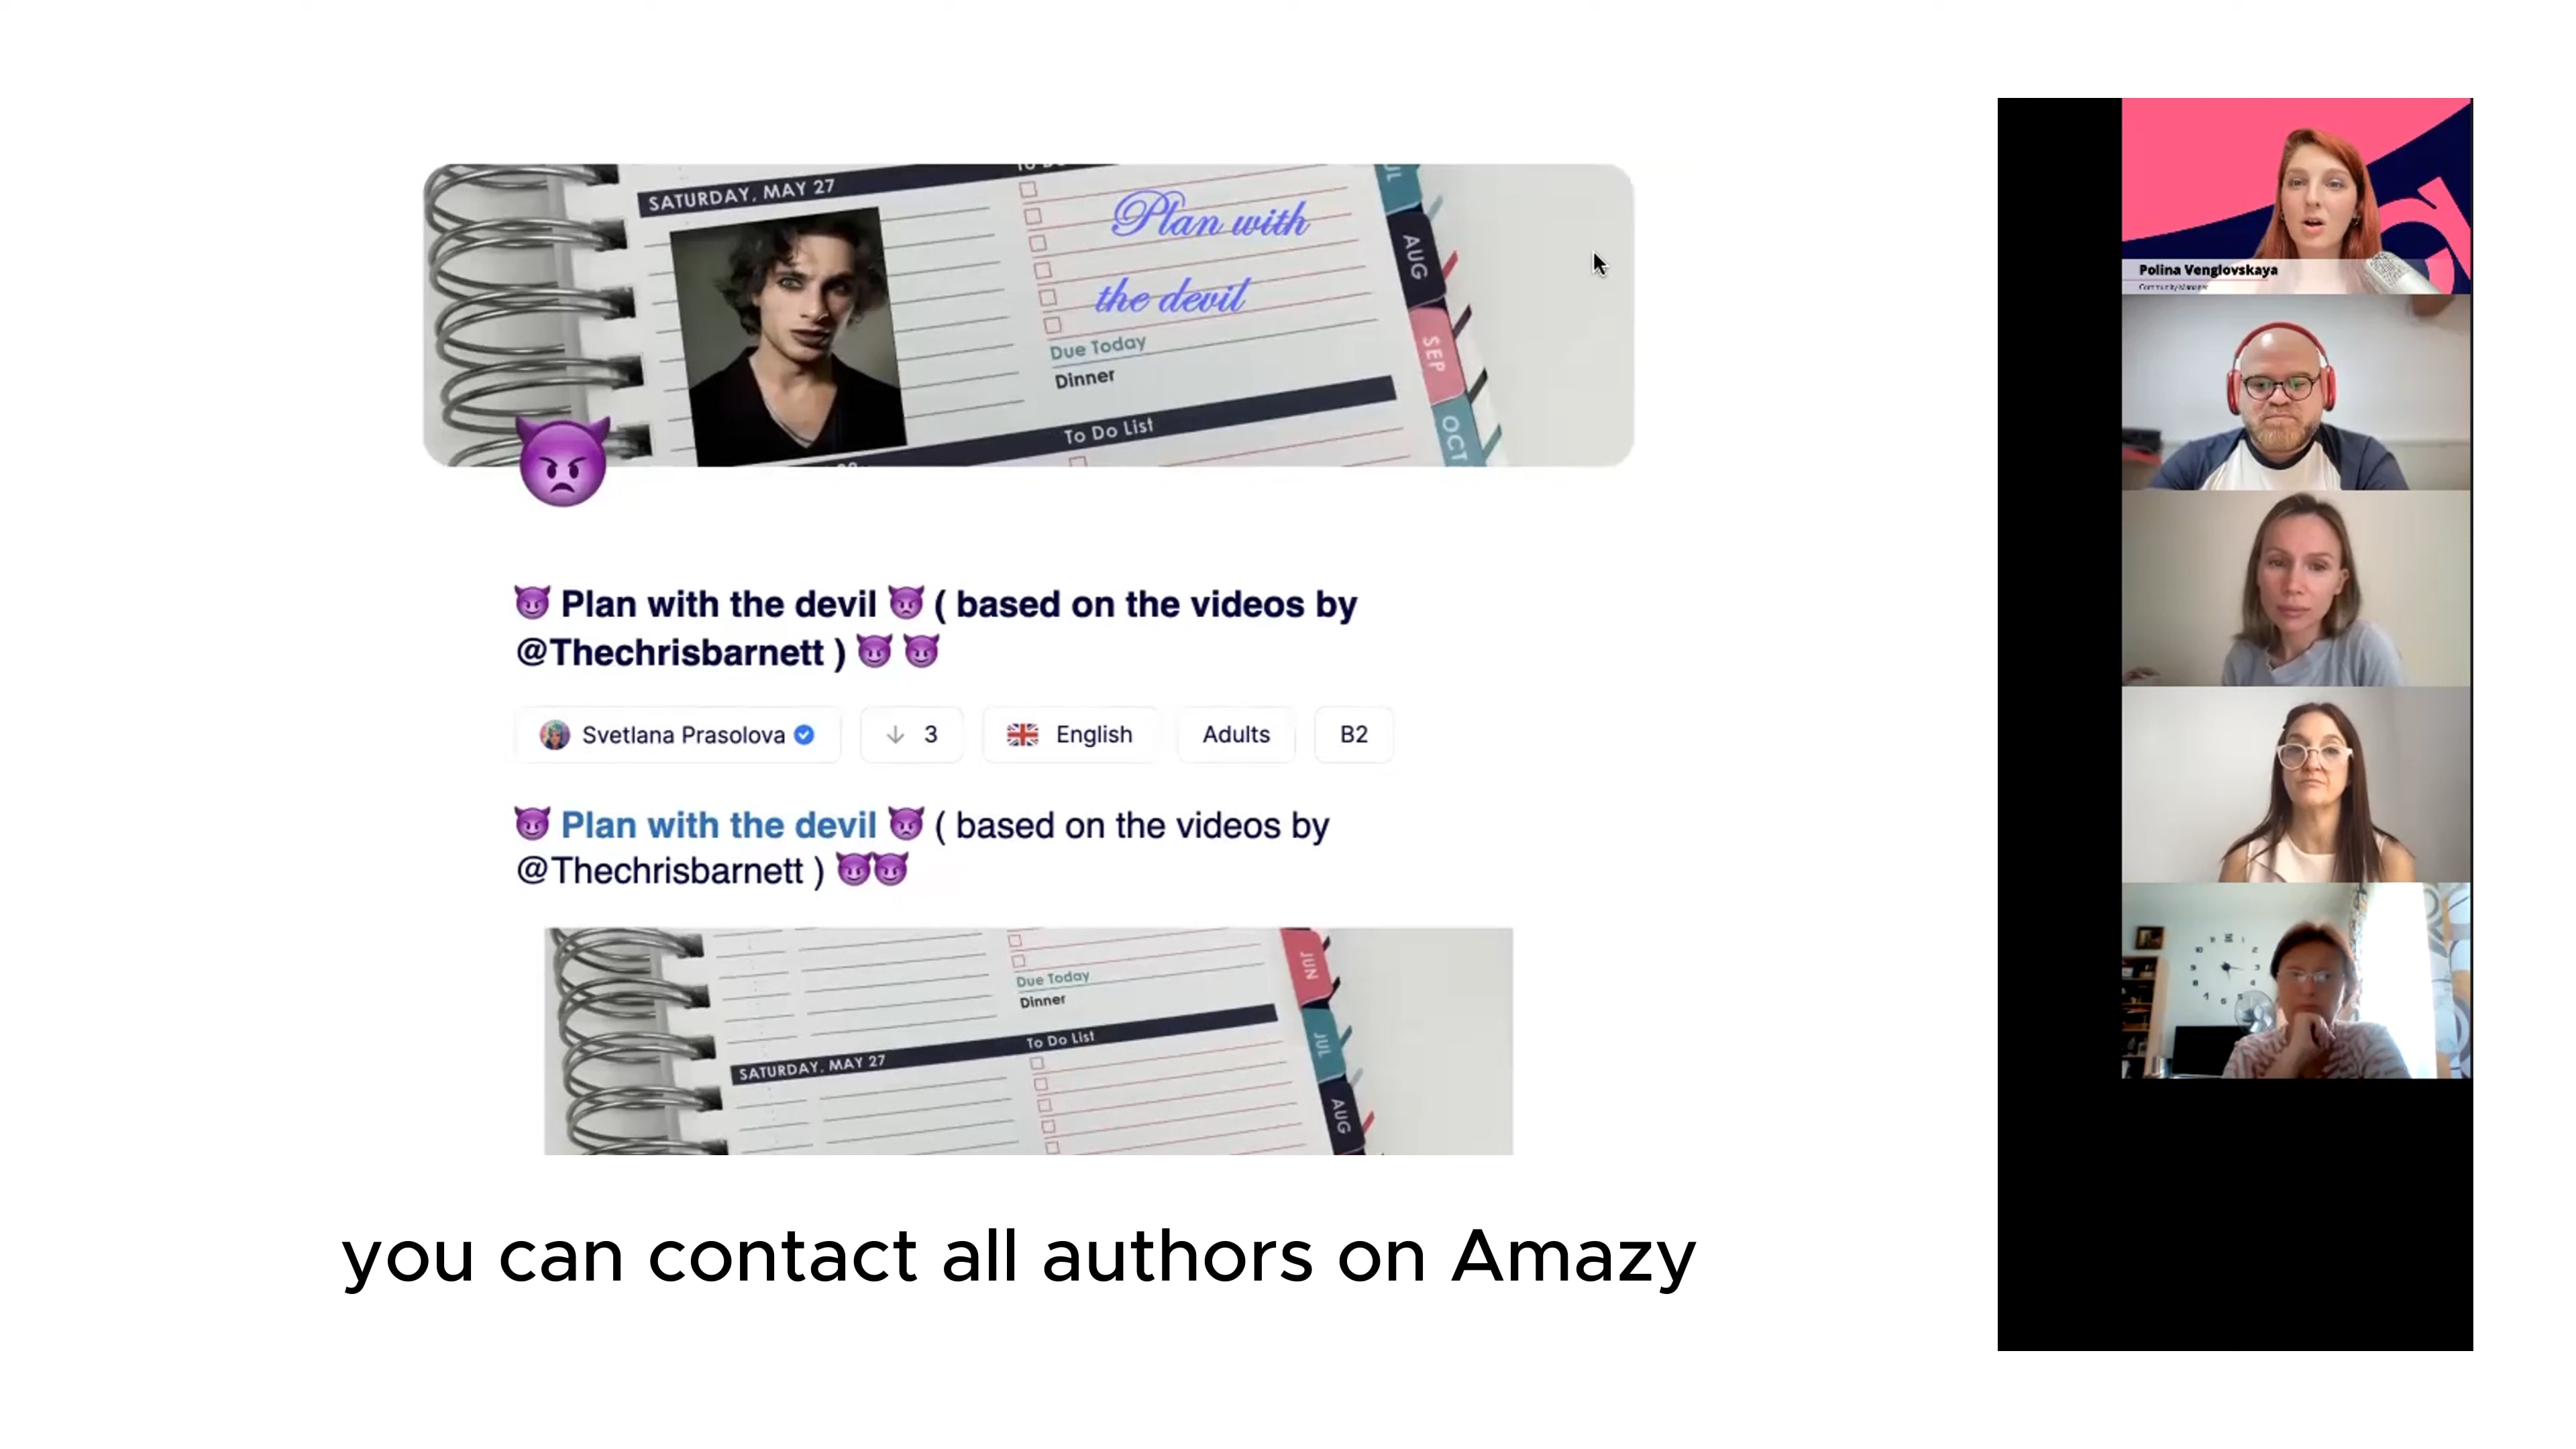 SATURDAY, MAY 27
JUL
AUG
SEP
OCT
Plan with
the devil
Due Today
Dinner
To Do List
Polina Venglovskaya
Community Manager
😈 Plan with the devil 👿 ( based on the videos by
@Thechrisbarnett ) 😈 😈
Svetlana Prasolova
3
English
Adults
B2
😈 Plan with the devil 👿 ( based on the videos by
@Thechrisbarnett ) 😈😈
Due Today
Dinner
To Do List
SATURDAY, MAY 27
JUN
JUL
AUG
you can contact all authors on Amazy